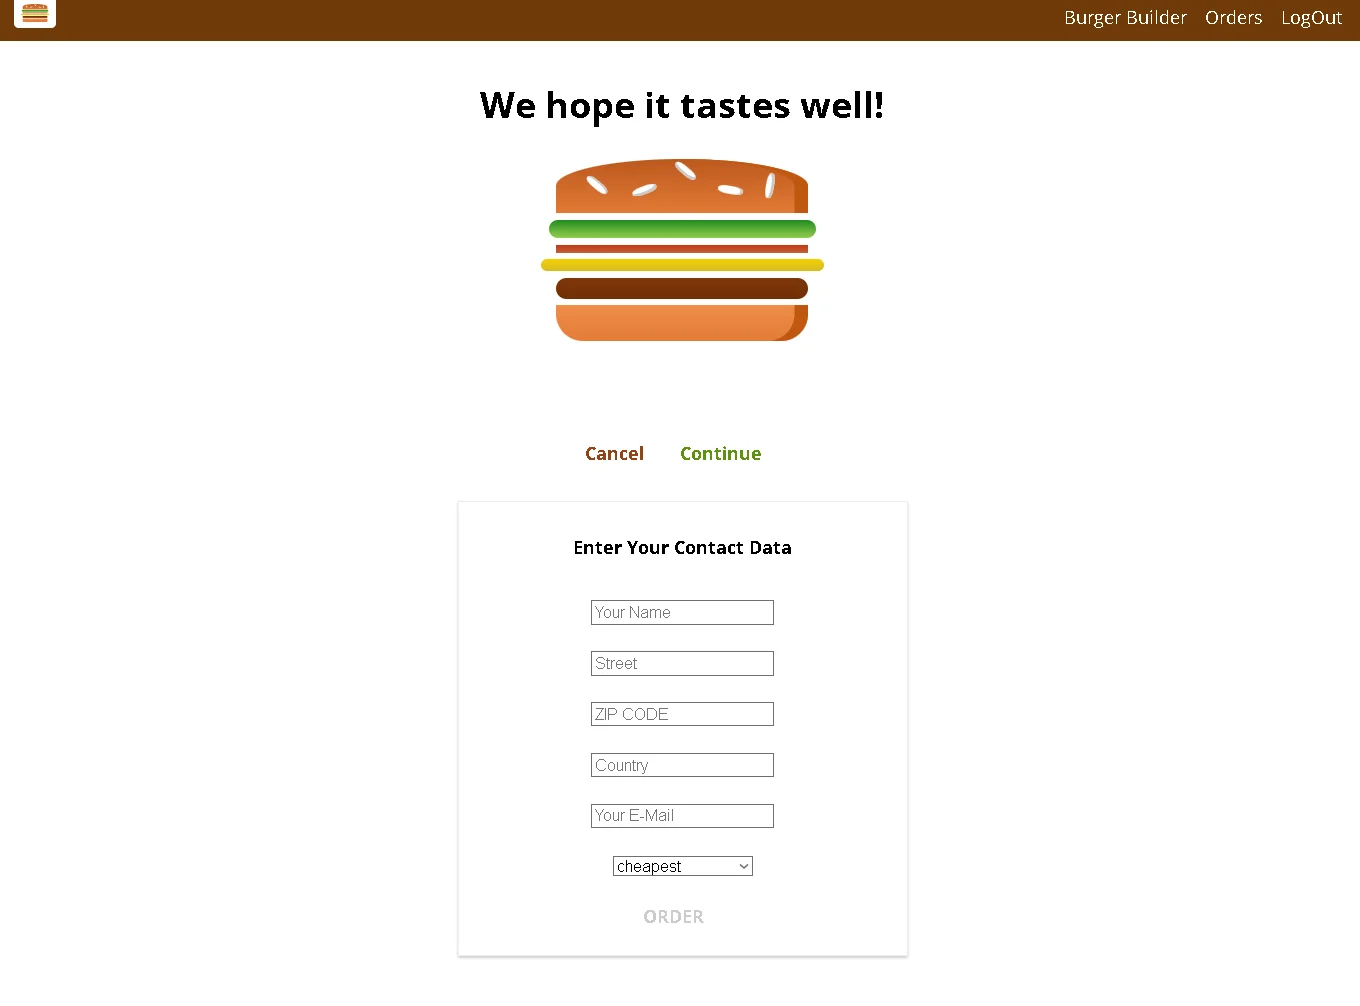 Burger Builder Orders LogOut
We hope it tastes well!
Cancel Continue
Enter Your Contact Data
Your Name
Street
ZIP CODE
Country
Your E-Mail
cheapest
ORDER